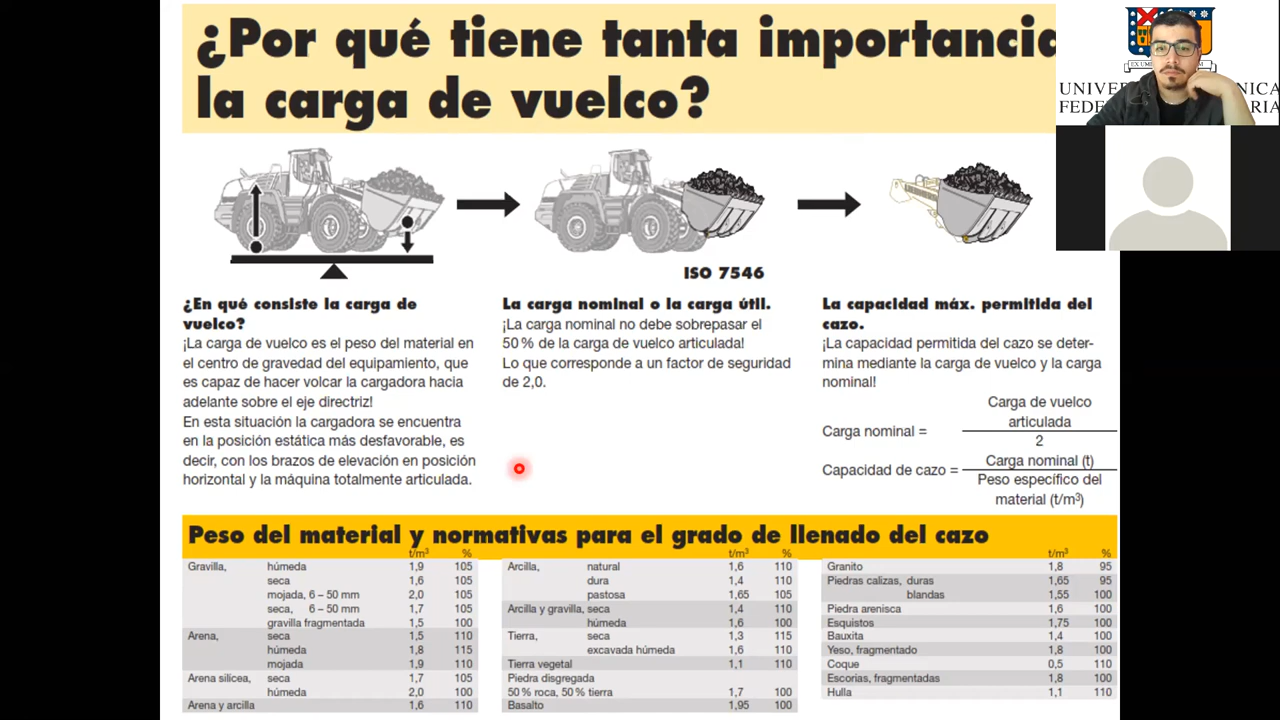 ¿Por qué tiene tanta importancia
la carga de vuelco?
ISO 7546
¿En qué consiste la carga de
vuelco?
¡La carga de vuelco es el peso del material en
el centro de gravedad del equipamiento, que
es capaz de hacer volcar la cargadora hacia
adelante sobre el eje directriz!
En esta situación la cargadora se encuentra
en la posición estática más desfavorable, es
decir, con los brazos de elevación en posición
horizontal y la máquina totalmente articulada.
La carga nominal o la carga útil.
¡La carga nominal no debe sobrepasar el
50 % de la carga de vuelco articulada!
Lo que corresponde a un factor de seguridad
de 2,0.
La capacidad máx. permitida del
cazo.
¡La capacidad permitida del cazo se deter-
mina mediante la carga de vuelco y la carga
nominal!
Carga de vuelco
articulada
Carga nominal =
2
Carga nominal (t)
Capacidad de cazo =
Peso específico del
material (t/m³)
Peso del material y normativas para el grado de llenado del cazo
t/m³ %
Gravilla, húmeda 1,9 105
seca 1,6 105
mojada, 6 – 50 mm 2,0 105
seca, 6 – 50 mm 1,7 105
gravilla fragmentada 1,5 100
Arena, seca 1,5 110
húmeda 1,8 115
mojada 1,9 110
Arena silícea, seca 1,7 105
húmeda 2,0 100
Arena y arcilla 1,6 110
t/m³ %
Arcilla, natural 1,6 110
dura 1,4 110
pastosa 1,65 105
Arcilla y gravilla, seca 1,4 110
húmeda 1,6 100
Tierra, seca 1,3 115
excavada húmeda 1,6 110
Tierra vegetal 1,1 110
Piedra disgregada
50 % roca, 50 % tierra 1,7 100
Basalto 1,95 100
t/m³ %
Granito 1,8 95
Piedras calizas, duras 1,65 95
blandas 1,55 100
Piedra arenisca 1,6 100
Esquistos 1,75 100
Bauxita 1,4 100
Yeso, fragmentado 1,8 100
Coque 0,5 110
Escorias, fragmentadas 1,8 100
Hulla 1,1 110